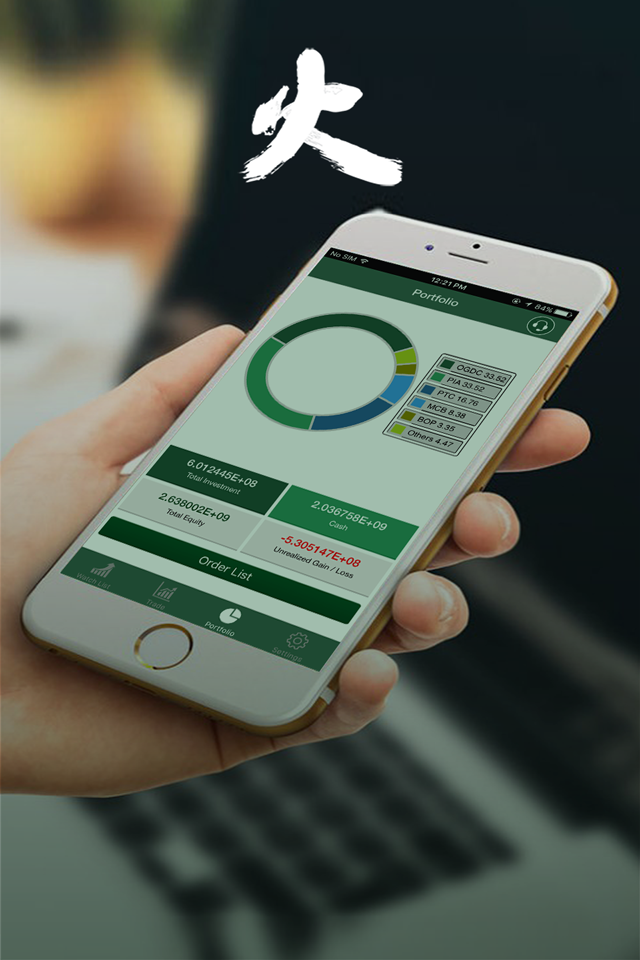 火
No SIM
12:21 PM
84%
Portfolio
OGDC 33.52
PIA 33.52
PTC 16.76
MCB 8.38
BOP 3.35
Others 4.47
6.012445E+08
Total Investment
2.036758E+09
Cash
2.638002E+09
Total Equity
-5.305147E+08
Unrealized Gain / Loss
Order List
Watch List
Trade
Portfolio
Settings